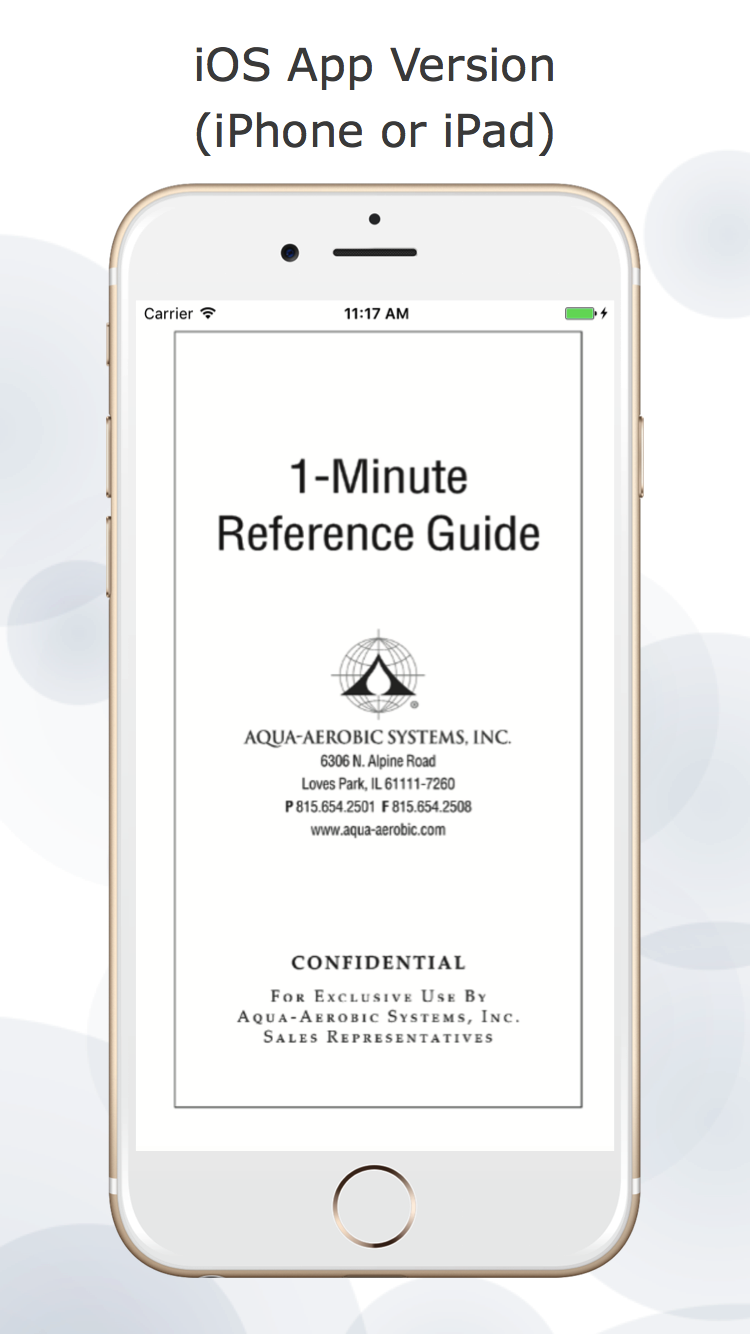 iOS App Version
(iPhone or iPad)
Carrier 11:17 AM
1-Minute
Reference Guide
®
AQUA-AEROBIC SYSTEMS, INC.
6306 N. Alpine Road
Loves Park, IL 61111-7260
P 815.654.2501 F 815.654.2508
www.aqua-aerobic.com
CONFIDENTIAL
For Exclusive Use By
Aqua-Aerobic Systems, Inc.
Sales Representatives